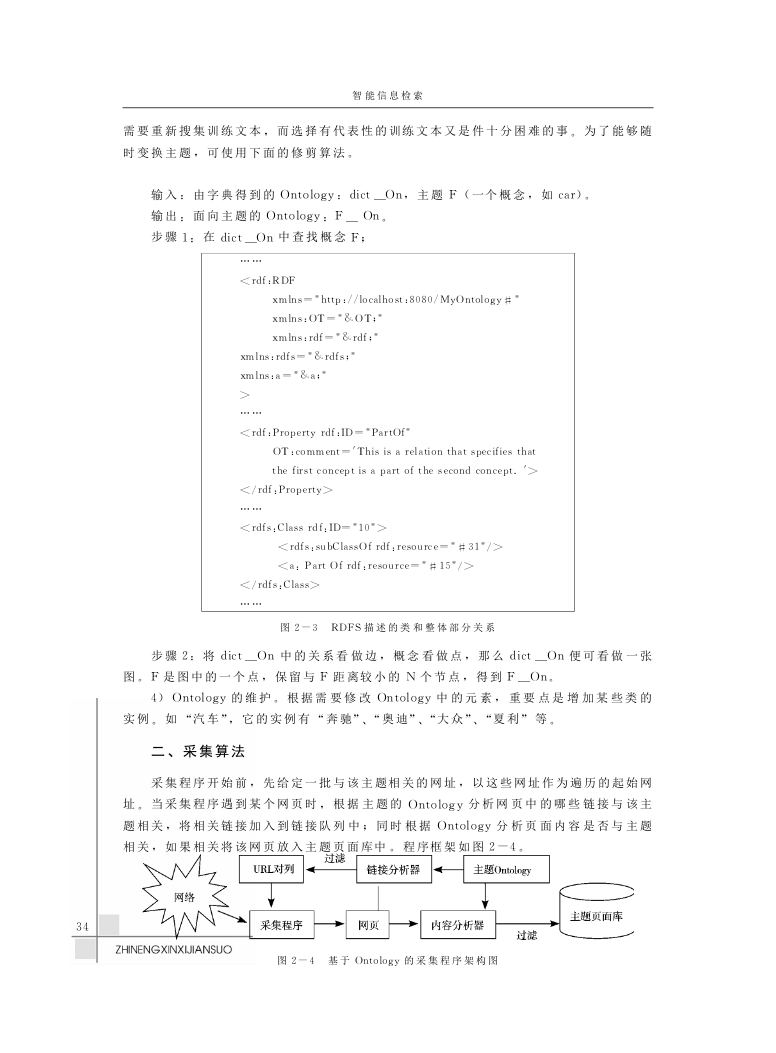 智能信息检索
需要重新搜集训练文本，而选择有代表性的训练文本又是件十分困难的事。为了能够随
时变换主题，可使用下面的修剪算法。
输入：由字典得到的 Ontology：dict __On，主题 F（一个概念，如 car）。
输出：面向主题的 Ontology：F __ On。
步骤 1：在 dict __On 中查找概念 F；
……
<rdf:RDF
xmlns="http://localhost:8080/MyOntology#"
xmlns:OT="&OT;"
xmlns:rdf="&rdf;"
xmlns:rdfs="&rdfs;"
xmlns:a="&a;"
>
……
<rdf:Property rdf:ID="PartOf"
OT:comment='This is a relation that specifies that
the first concept is a part of the second concept. '>
</rdf:Property>
……
<rdfs:Class rdf:ID="10">
<rdfs:subClassOf rdf:resource="#31"/>
<a: Part Of rdf:resource="#15"/>
</rdfs:Class>
……
图 2－3 RDFS 描述的类和整体部分关系
步骤 2：将 dict __On 中的关系看做边，概念看做点，那么 dict __On 便可看做一张
图。F 是图中的一个点，保留与 F 距离较小的 N 个节点，得到 F __On。
4） Ontology 的维护。根据需要修改 Ontology 中的元素，重要点是增加某些类的
实例。如“汽车”，它的实例有“奔驰”、“奥迪”、“大众”、“夏利”等。
二、采集算法
采集程序开始前，先给定一批与该主题相关的网址，以这些网址作为遍历的起始网
址。当采集程序遇到某个网页时，根据主题的 Ontology 分析网页中的哪些链接与该主
题相关，将相关链接加入到链接队列中；同时根据 Ontology 分析页面内容是否与主题
相关，如果相关将该网页放入主题页面库中。程序框架如图 2－4。
过滤
URL对列 链接分析器 主题Ontology
网络
采集程序 网页 内容分析器 主题页面库
过滤
34
ZHINENGXINXIJIANSUO
图 2－4 基于 Ontology 的采集程序架构图